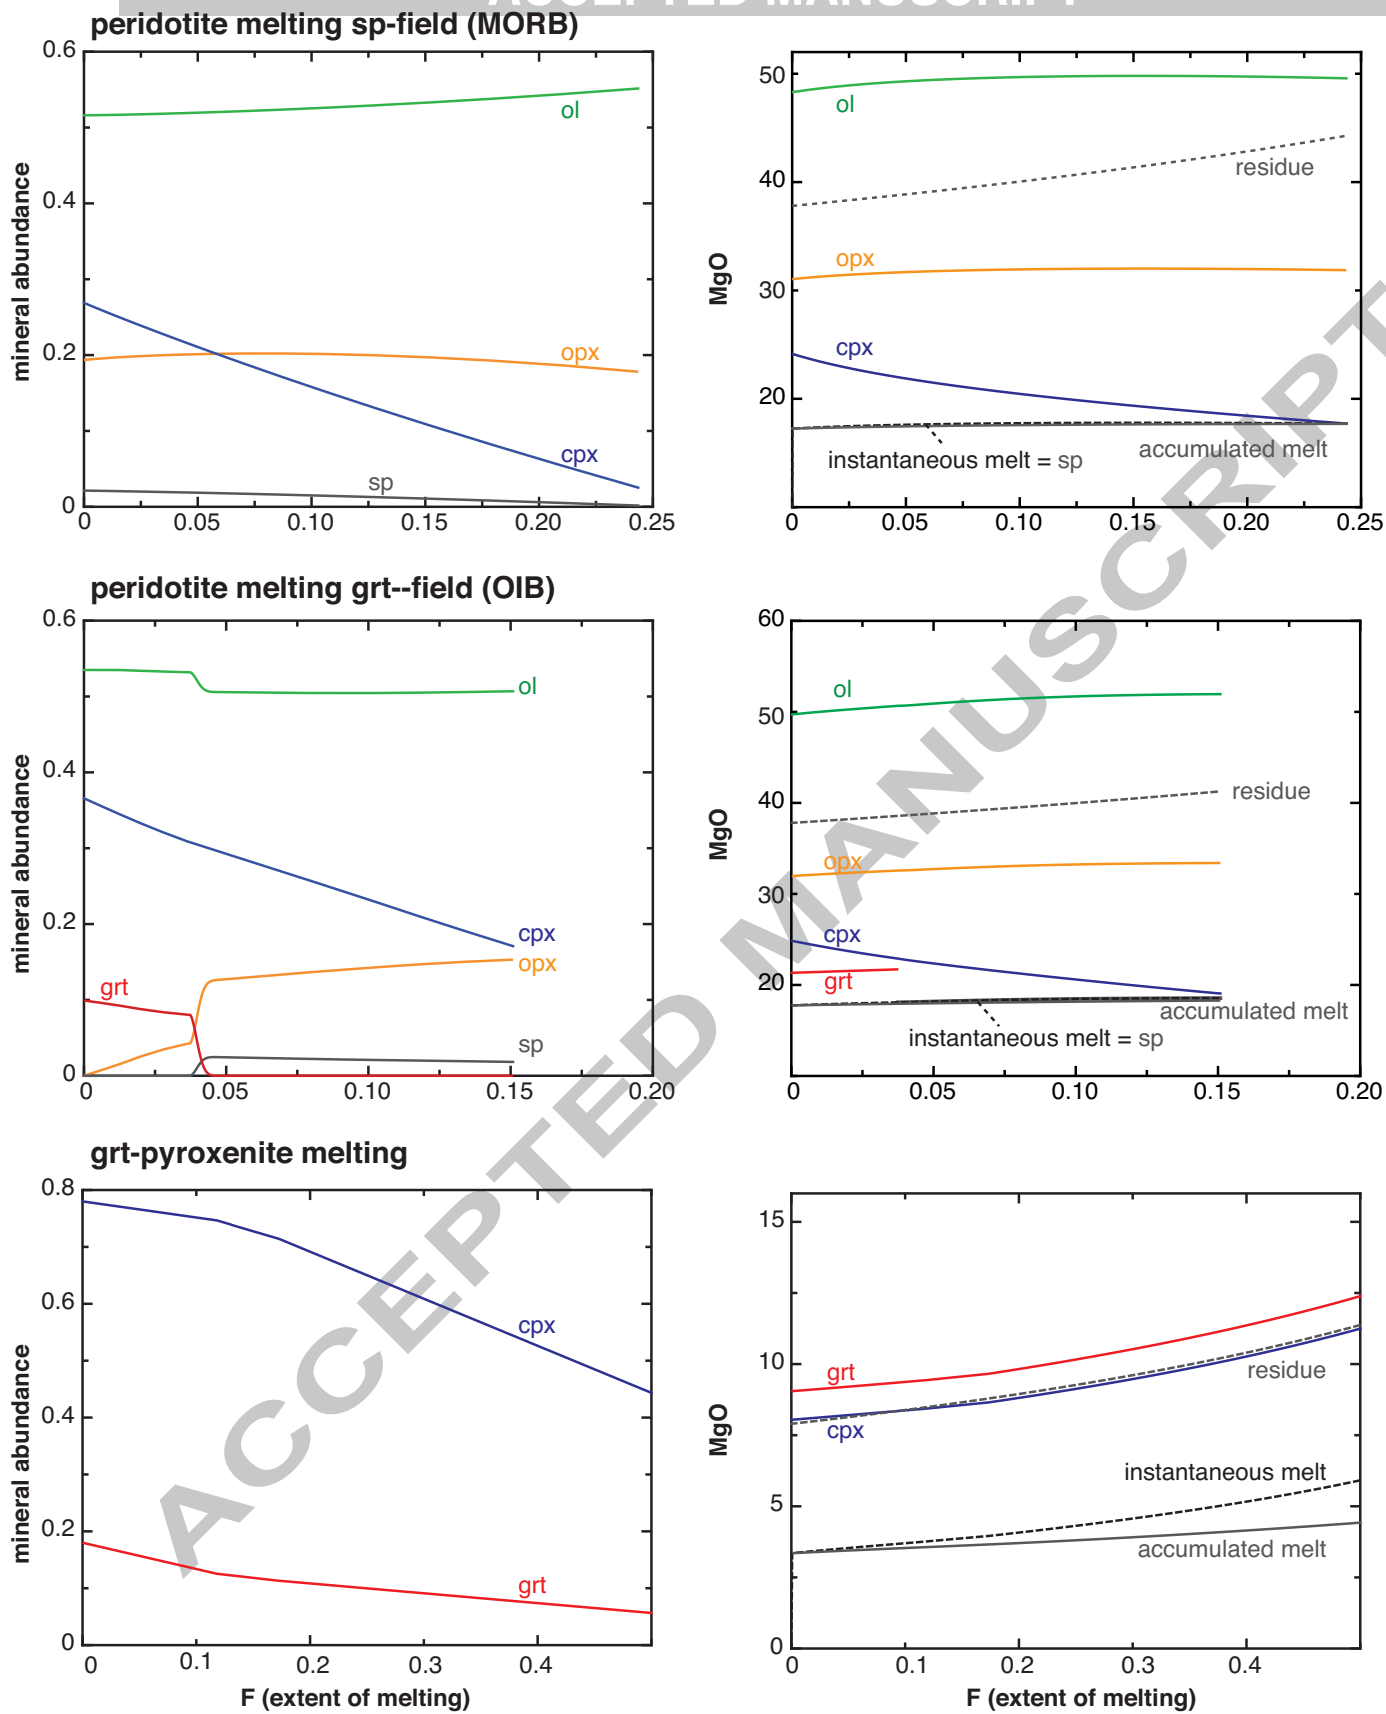 ACCEPTED MANUSCRIPT
peridotite melting sp-field (MORB)
0.6
0.4
0.2
0
mineral abundance
ol
opx
cpx
sp
0 0.05 0.10 0.15 0.20 0.25
50
40
30
20
MgO
ol
residue
opx
cpx
accumulated melt
instantaneous melt = sp
0 0.05 0.10 0.15 0.20 0.25
peridotite melting grt--field (OIB)
0.6
0.4
0.2
0
mineral abundance
ol
cpx
opx
grt
sp
0 0.05 0.10 0.15 0.20
60
50
40
30
20
MgO
ol
residue
opx
cpx
grt
accumulated melt
instantaneous melt = sp
0 0.05 0.10 0.15 0.20
grt-pyroxenite melting
0.8
0.6
0.4
0.2
0
mineral abundance
cpx
grt
0 0.1 0.2 0.3 0.4
F (extent of melting)
15
10
5
0
MgO
grt
residue
cpx
instantaneous melt
accumulated melt
0 0.1 0.2 0.3 0.4
F (extent of melting)
ACCEPTED MANUSCRIPT